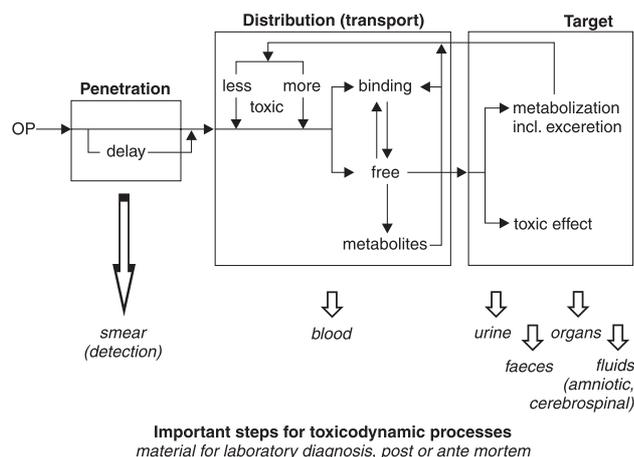 Distribution (transport)
Target
Penetration
less
more
toxic
binding
metabolization
incl. exceretion
OP
delay
free
toxic effect
metabolites
smear
(detection)
blood
urine
organs
faeces
fluids
(amniotic,
cerebrospinal)
Important steps for toxicodynamic processes
material for laboratory diagnosis, post or ante mortem